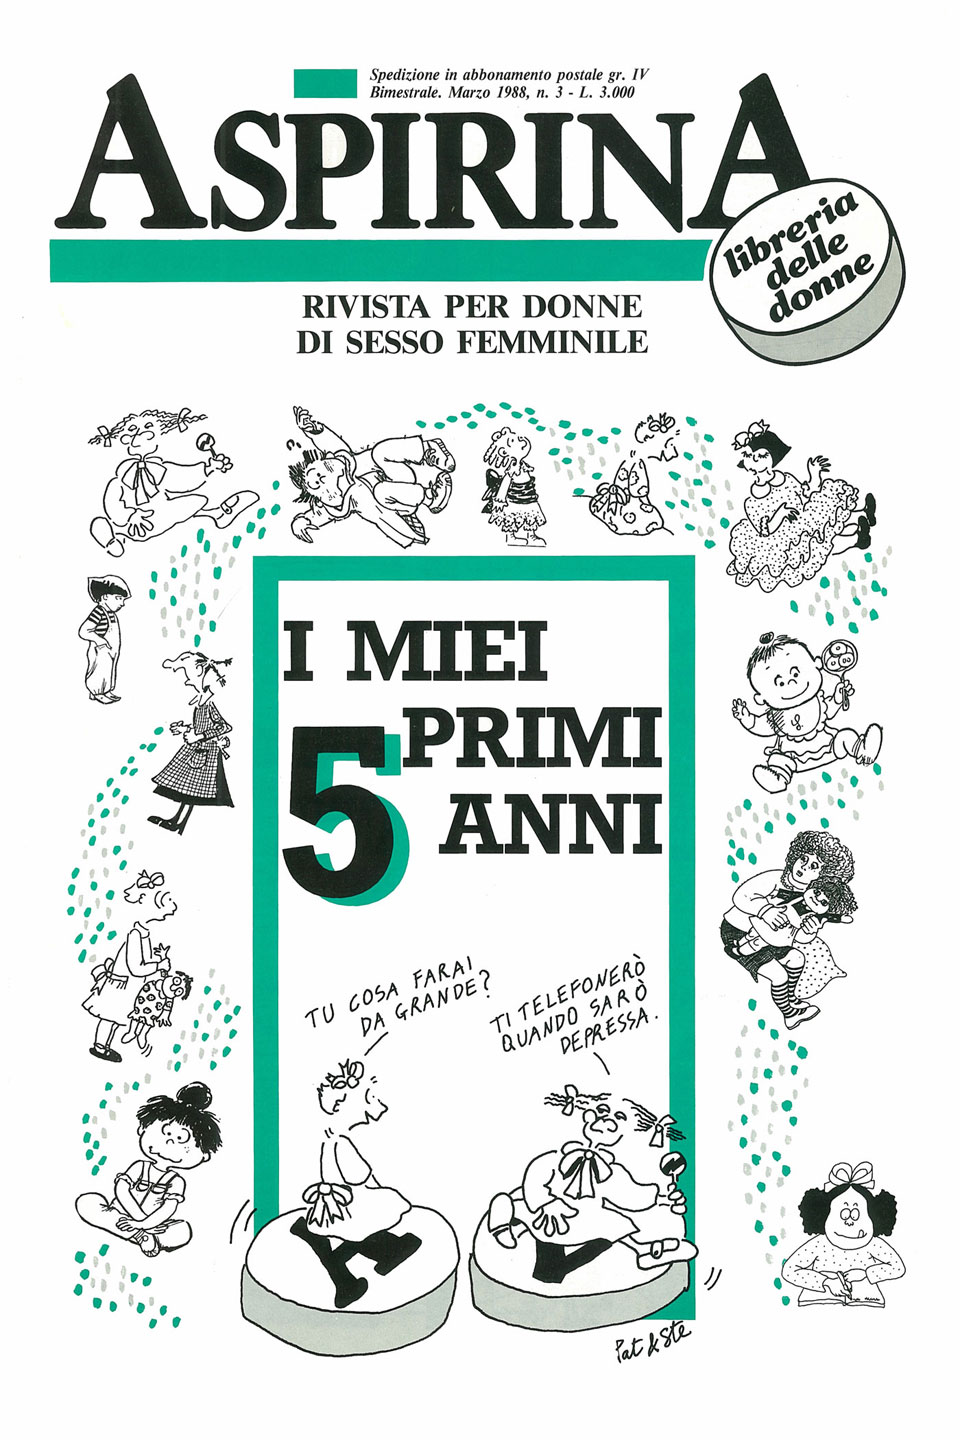 Spedizione in abbonamento postale gr. IV
Bimestrale. Marzo 1988, n. 3 - L. 3.000
ASPIRINA
libreria
delle
donne
RIVISTA PER DONNE
DI SESSO FEMMINILE
I MIEI
5 PRIMI
ANNI
TU COSA FARAI
DA GRANDE?
TI TELEFONERÒ
QUANDO SARÒ
DEPRESSA.
A
Pat & Ste